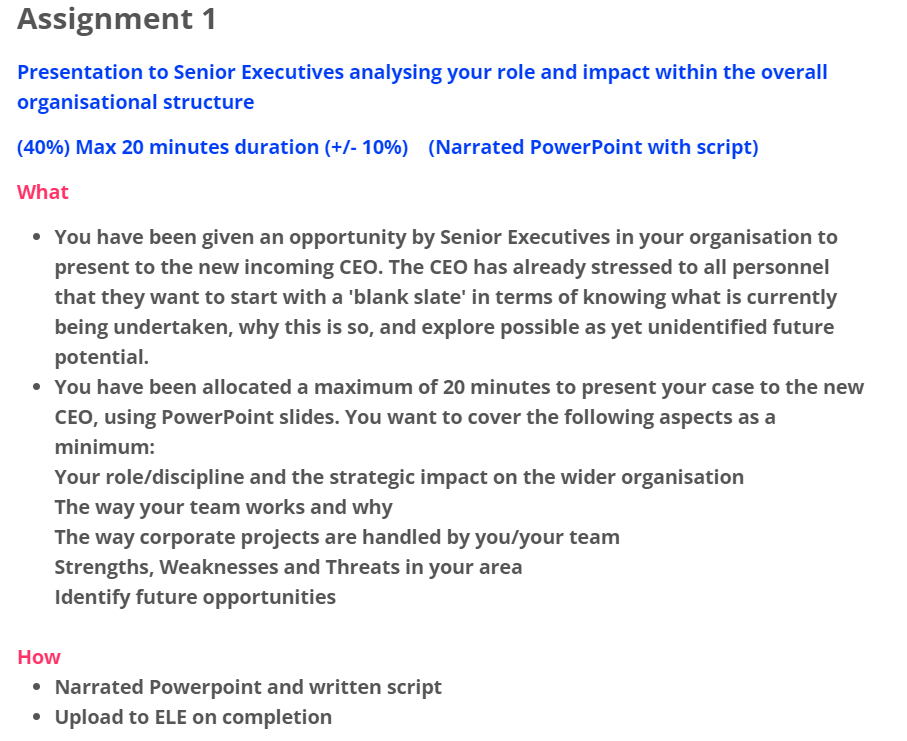 Assignment 1
Presentation to Senior Executives analysing your role and impact within the overall
organisational structure
(40%) Max 20 minutes duration (+/- 10%) (Narrated PowerPoint with script)
What
• You have been given an opportunity by Senior Executives in your organisation to
present to the new incoming CEO. The CEO has already stressed to all personnel
that they want to start with a 'blank slate' in terms of knowing what is currently
being undertaken, why this is so, and explore possible as yet unidentified future
potential.
• You have been allocated a maximum of 20 minutes to present your case to the new
CEO, using PowerPoint slides. You want to cover the following aspects as a
minimum:
Your role/discipline and the strategic impact on the wider organisation
The way your team works and why
The way corporate projects are handled by you/your team
Strengths, Weaknesses and Threats in your area
Identify future opportunities
How
• Narrated Powerpoint and written script
• Upload to ELE on completion